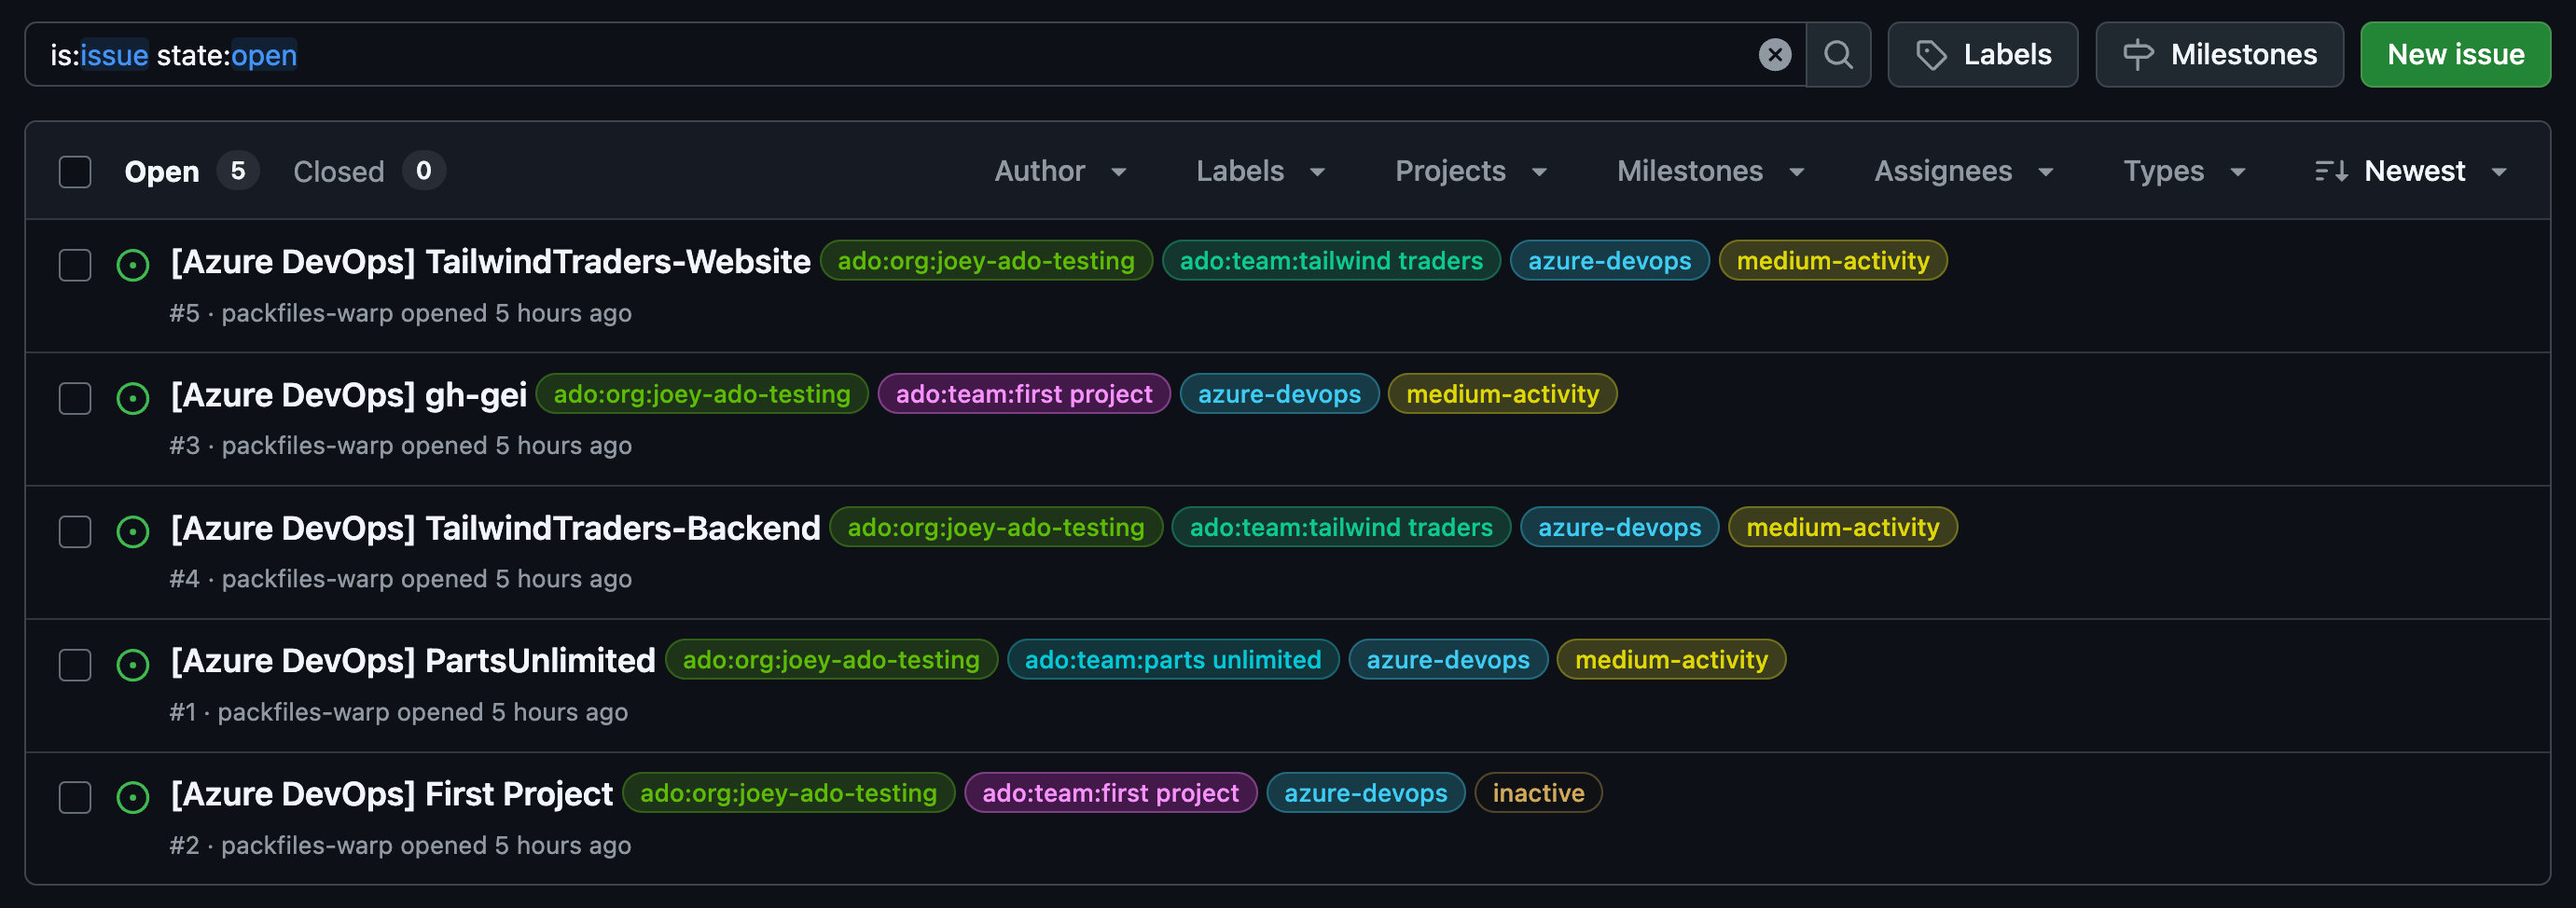 is:issue state:open Labels Milestones New issue
Open 5 Closed 0 Author Labels Projects Milestones Assignees Types Newest
[Azure DevOps] TailwindTraders-Website ado:org:joey-ado-testing ado:team:tailwind traders azure-devops medium-activity
#5 · packfiles-warp opened 5 hours ago
[Azure DevOps] gh-gei ado:org:joey-ado-testing ado:team:first project azure-devops medium-activity
#3 · packfiles-warp opened 5 hours ago
[Azure DevOps] TailwindTraders-Backend ado:org:joey-ado-testing ado:team:tailwind traders azure-devops medium-activity
#4 · packfiles-warp opened 5 hours ago
[Azure DevOps] PartsUnlimited ado:org:joey-ado-testing ado:team:parts unlimited azure-devops medium-activity
#1 · packfiles-warp opened 5 hours ago
[Azure DevOps] First Project ado:org:joey-ado-testing ado:team:first project azure-devops inactive
#2 · packfiles-warp opened 5 hours ago